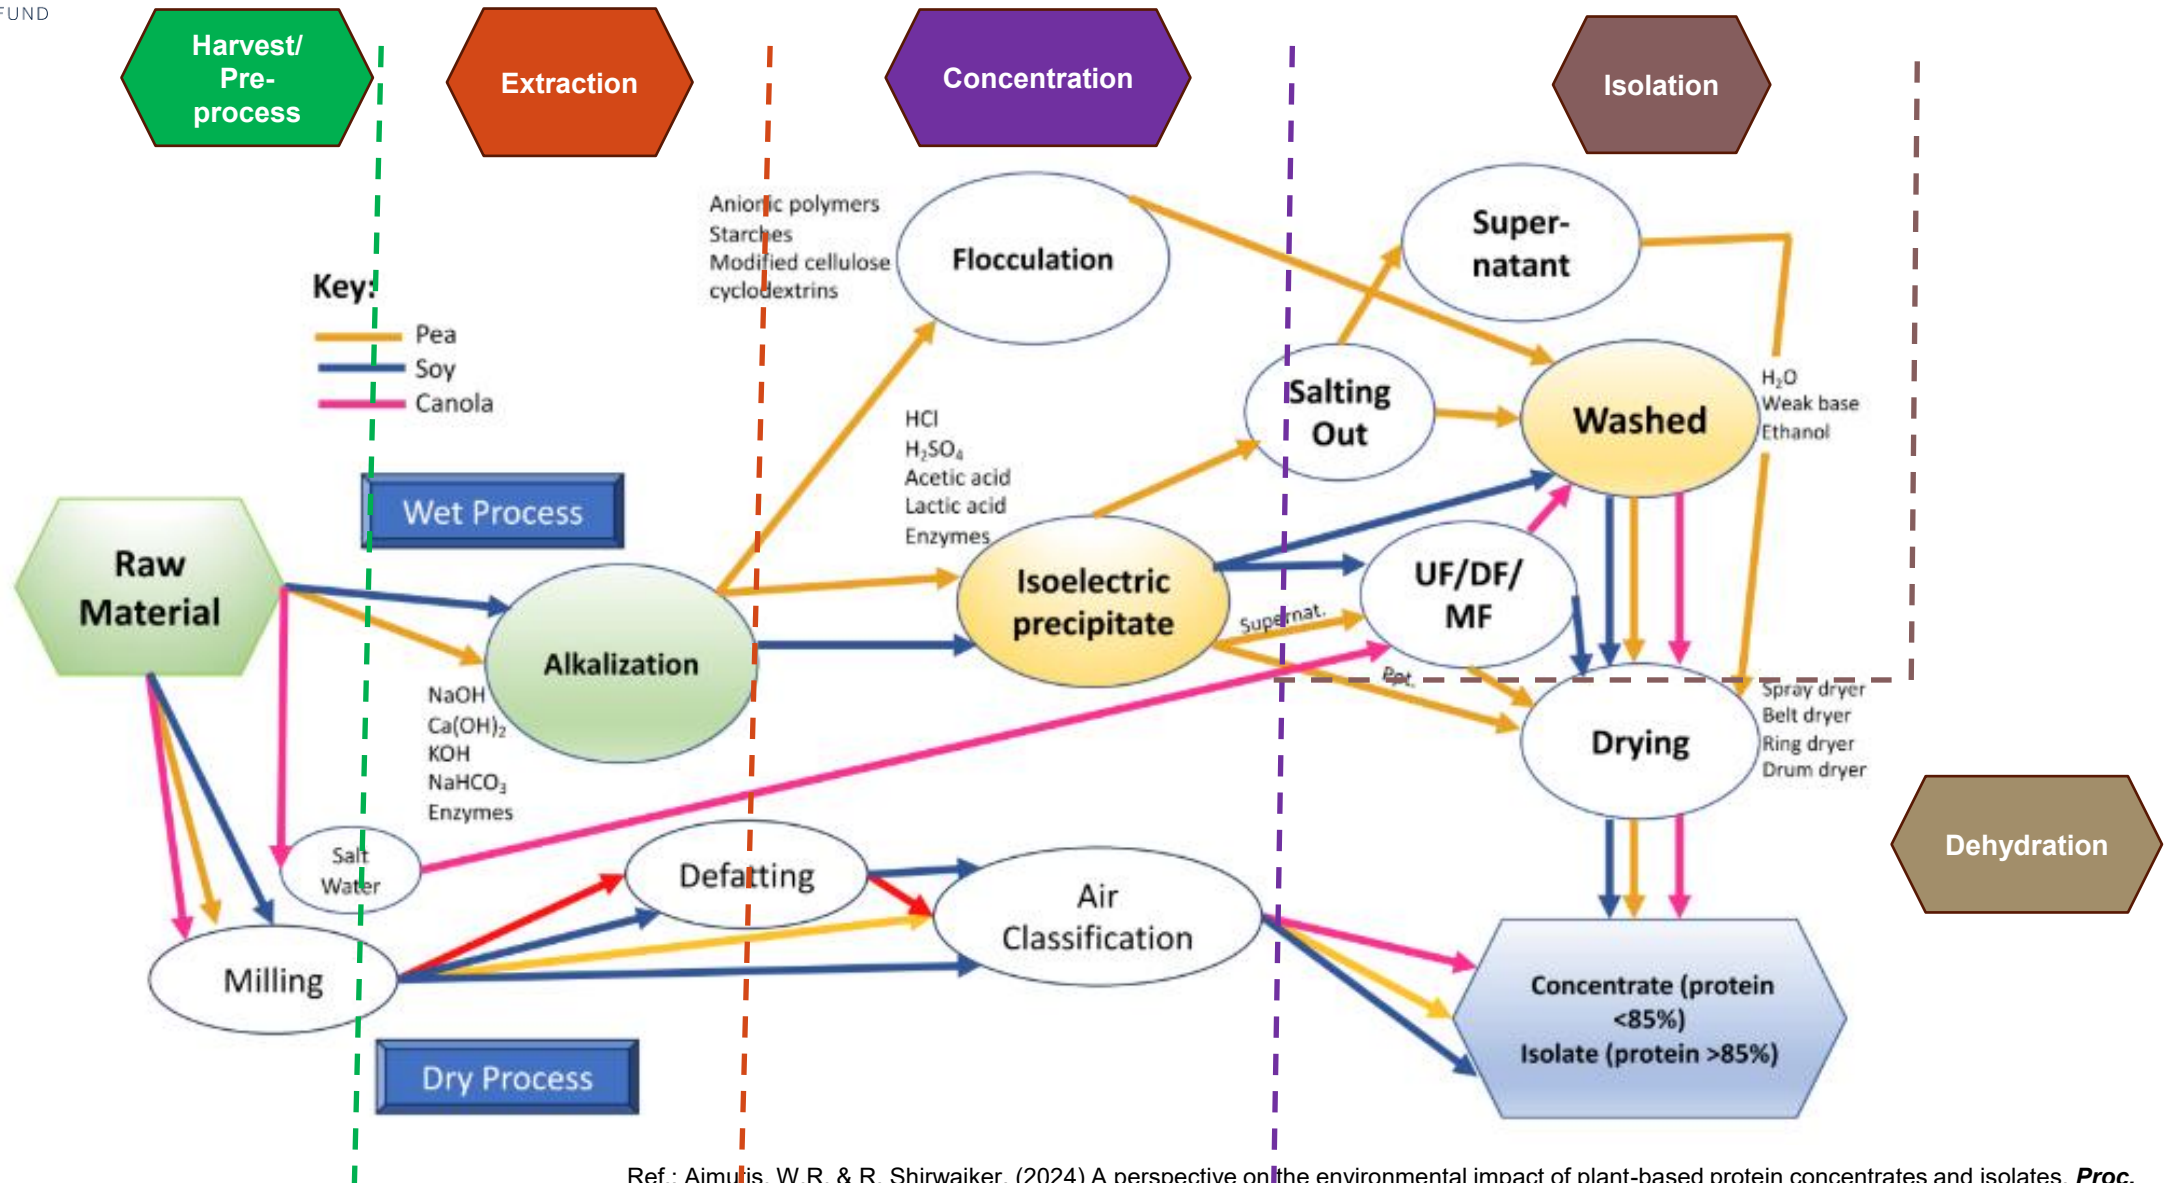 FUND
Harvest/
Pre-
process
Extraction
Concentration
Isolation
Anionic polymers
Starches
Modified cellulose
cyclodextrins
Flocculation
Super-
natant
Key:
Pea
Soy
Canola
Salting
Out
Washed
H₂O
Weak base
Ethanol
HCl
H₂SO₄
Acetic acid
Lactic acid
Enzymes
Wet Process
Raw
Material
Alkalization
Isoelectric
precipitate
UF/DF/
MF
Supernat.
Ppt.
NaOH
Ca(OH)₂
KOH
NaHCO₃
Enzymes
Drying
Spray dryer
Belt dryer
Ring dryer
Drum dryer
Dehydration
Salt
Water
Defatting
Air
Classification
Milling
Concentrate (protein
<85%)
Isolate (protein >85%)
Dry Process
Ref.: Aimutis, W.R. & R. Shirwaiker. (2024) A perspective on the environmental impact of plant-based protein concentrates and isolates. Proc.